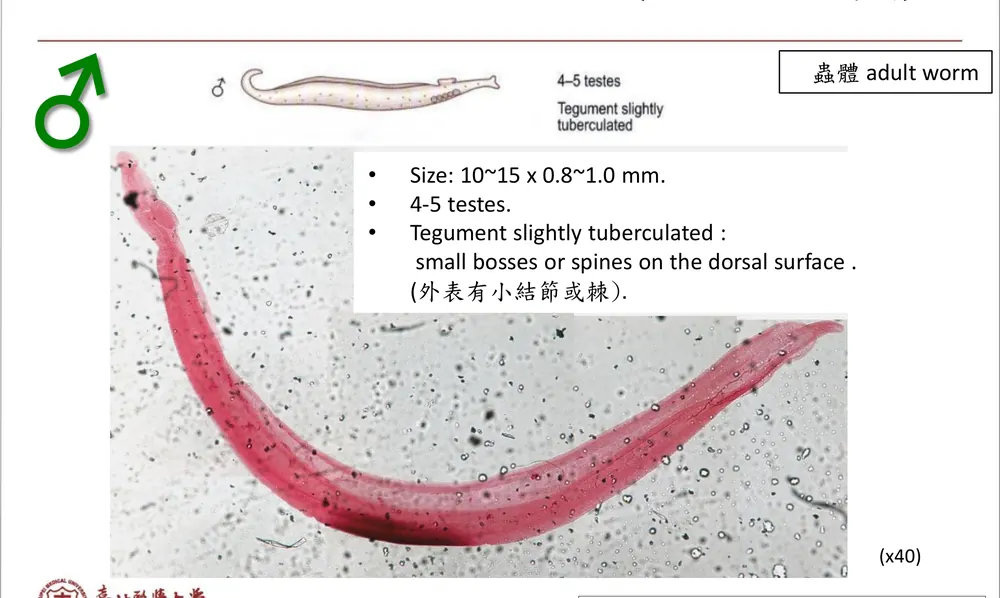 蟲體 adult worm
4–5 testes
Tegument slightly
tuberculated
• Size: 10~15 x 0.8~1.0 mm.
• 4-5 testes.
• Tegument slightly tuberculated :
small bosses or spines on the dorsal surface .
(外表有小結節或棘).
(x40)